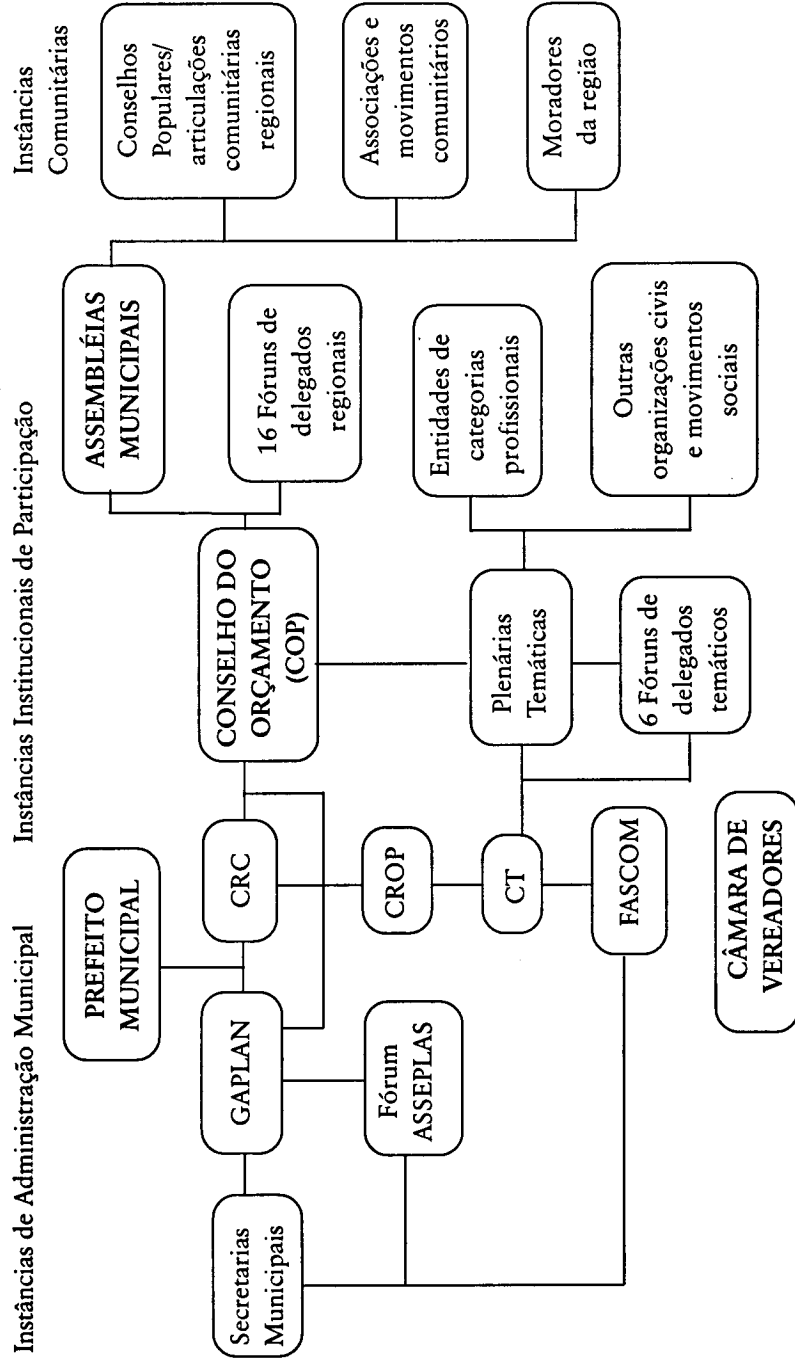 Instâncias de Administração Municipal
Instâncias Institucionais de Participação
Instâncias
Comunitárias
PREFEITO
MUNICIPAL
Secretarias
Municipais
GAPLAN
Fórum
ASSEPLAS
CRC
CROP
CT
FASCOM
CÂMARA DE
VEREADORES
CONSELHO DO
ORÇAMENTO
(COP)
Plenárias
Temáticas
6 Fóruns de
delegados
temáticos
ASSEMBLÉIAS
MUNICIPAIS
16 Fóruns de
delegados
regionais
Entidades de
categorias
profissionais
Outras
organizações civis
e movimentos
sociais
Conselhos
Populares/
articulações
comunitárias
regionais
Associações e
movimentos
comunitários
Moradores
da região